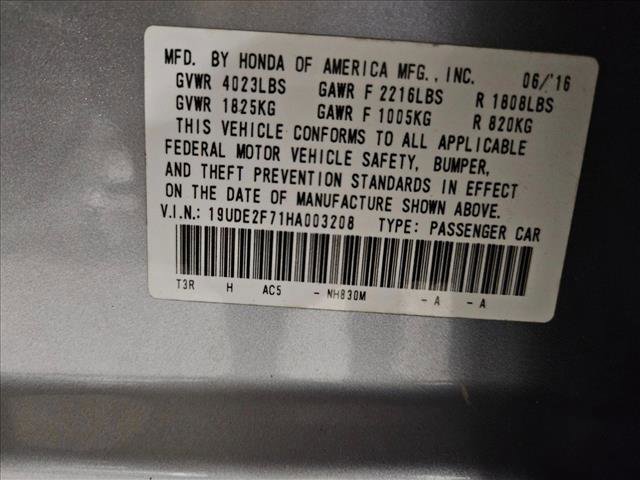 MFD. BY HONDA OF AMERICA MFG., INC. 06/'16
GVWR 4023LBS GAWR F 2216LBS R 1808LBS
GVWR 1825KG GAWR F 1005KG R 820KG
THIS VEHICLE CONFORMS TO ALL APPLICABLE
FEDERAL MOTOR VEHICLE SAFETY, BUMPER,
AND THEFT PREVENTION STANDARDS IN EFFECT
ON THE DATE OF MANUFACTURE SHOWN ABOVE.
V.I.N.: 19UDE2F71HA003208 TYPE: PASSENGER CAR
T3R H AC5 - NH830M - A - A